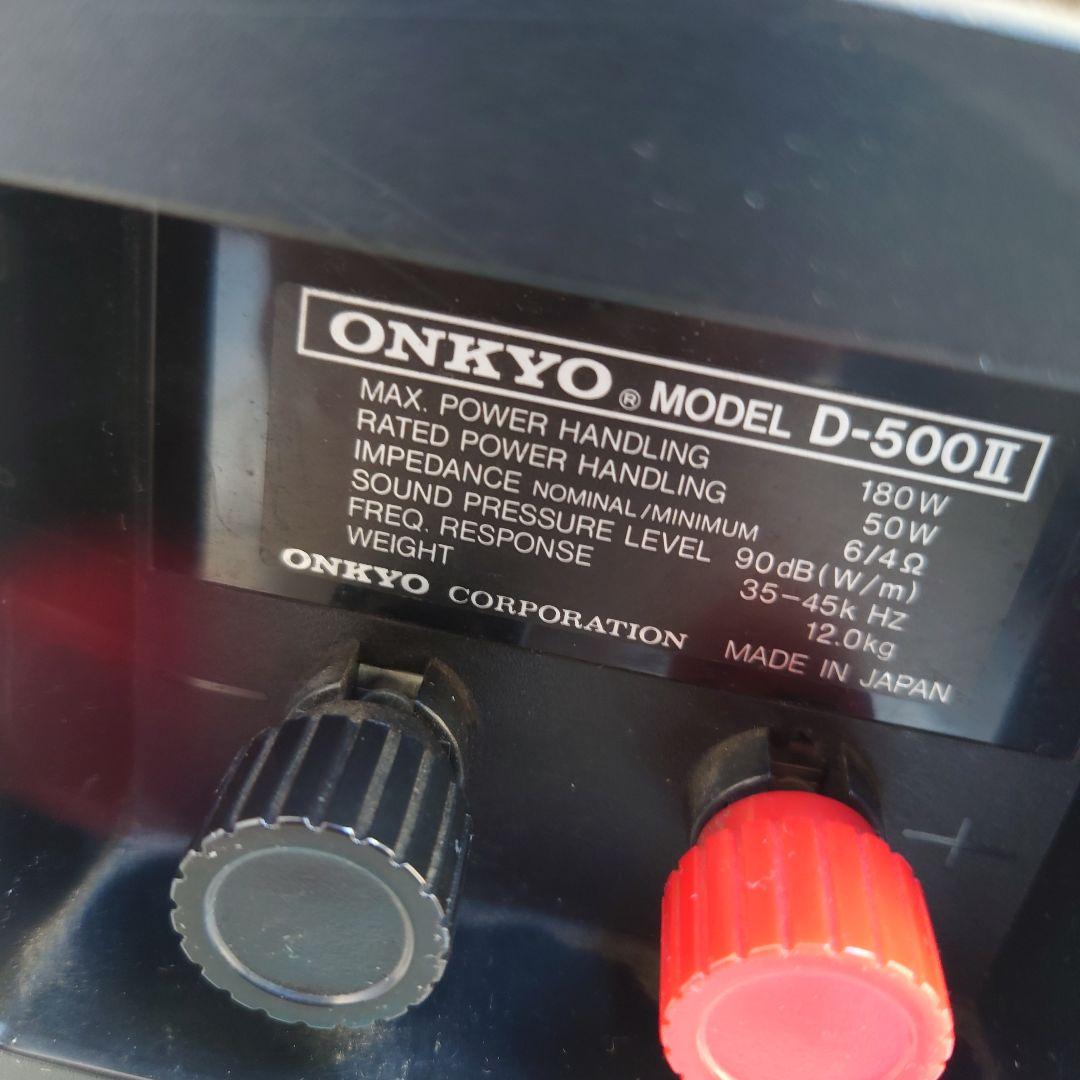 ONKYO® MODEL D-500II
MAX. POWER HANDLING 180W
RATED POWER HANDLING 50W
IMPEDANCE NOMINAL/MINIMUM 6/4Ω
SOUND PRESSURE LEVEL 90dB(W/m)
FREQ. RESPONSE 35-45k HZ
WEIGHT 12.0kg
ONKYO CORPORATION MADE IN JAPAN
- +